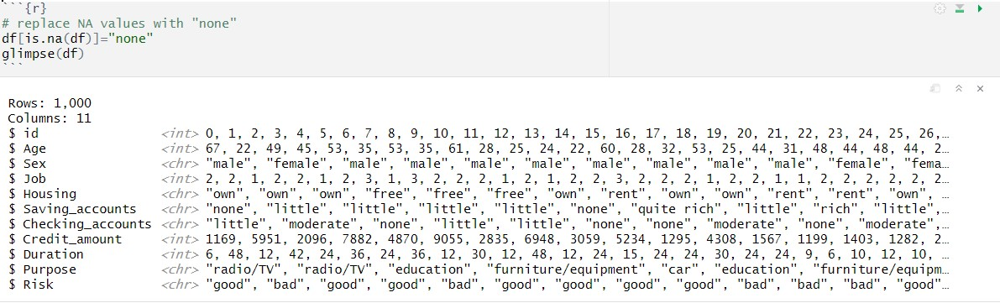 ```{r}
# replace NA values with "none"
df[is.na(df)]="none"
glimpse(df)
```
Rows: 1,000
Columns: 11
$ id <int> 0, 1, 2, 3, 4, 5, 6, 7, 8, 9, 10, 11, 12, 13, 14, 15, 16, 17, 18, 19, 20, 21, 22, 23, 24, 25, 26,…
$ Age <int> 67, 22, 49, 45, 53, 35, 53, 35, 61, 28, 25, 24, 22, 60, 28, 32, 53, 25, 44, 31, 48, 44, 48, 44, 2…
$ Sex <chr> "male", "female", "male", "male", "male", "male", "male", "male", "male", "male", "female", "fema…
$ Job <int> 2, 2, 1, 2, 2, 1, 2, 3, 1, 3, 2, 2, 2, 1, 2, 1, 2, 2, 3, 2, 2, 2, 1, 2, 2, 1, 1, 2, 2, 2, 2, 2, 2…
$ Housing <chr> "own", "own", "own", "free", "free", "free", "own", "rent", "own", "own", "rent", "rent", "own", …
$ Saving_accounts <chr> "none", "little", "little", "little", "little", "none", "quite rich", "little", "rich", "little",…
$ Checking_accounts <chr> "little", "moderate", "none", "little", "little", "none", "none", "moderate", "none", "moderate",…
$ Credit_amount <int> 1169, 5951, 2096, 7882, 4870, 9055, 2835, 6948, 3059, 5234, 1295, 4308, 1567, 1199, 1403, 1282, 2…
$ Duration <int> 6, 48, 12, 42, 24, 36, 24, 36, 12, 30, 12, 48, 12, 24, 15, 24, 24, 30, 24, 24, 9, 6, 10, 12, 10, …
$ Purpose <chr> "radio/TV", "radio/TV", "education", "furniture/equipment", "car", "education", "furniture/equipm…
$ Risk <chr> "good", "bad", "good", "good", "bad", "good", "good", "good", "good", "bad", "bad", "bad", "good"…